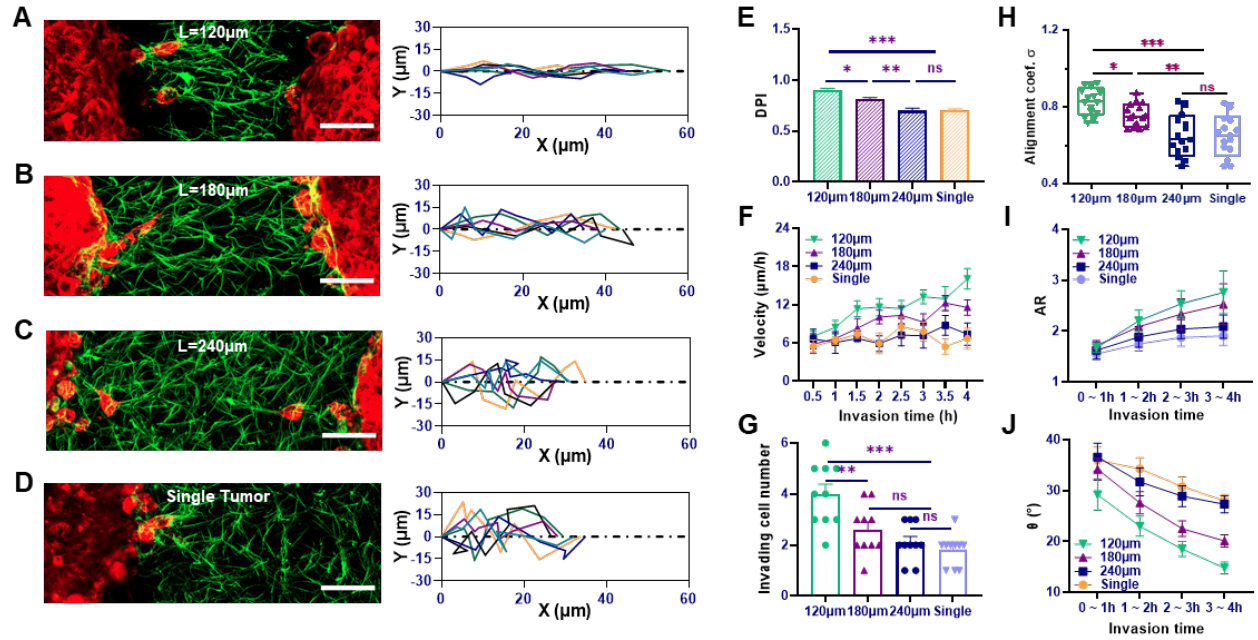 A
L=120μm
30
15
0
-15
-30
Y (μm)
0 20 40 60
X (μm)
B
L=180μm
30
15
0
-15
-30
Y (μm)
0 20 40 60
X (μm)
C
L=240μm
30
15
0
-15
-30
Y (μm)
0 20 40 60
X (μm)
D
Single Tumor
30
15
0
-15
-30
Y (μm)
0 20 40 60
X (μm)
E
1.5
1.0
0.5
0.0
DPI
***
* ** ns
120μm 180μm 240μm Single
F
24
18
12
6
0
Velocity (μm/h)
120μm
180μm
240μm
Single
0.5 1 1.5 2 2.5 3 3.5 4
Invasion time (h)
G
6
4
2
0
Invading cell number
***
**
ns
ns
120μm 180μm 240μm Single
H
1.2
0.8
0.4
Alignment coef. σ
***
* **
ns
120μm 180μm 240μm Single
I
4
3
2
1
AR
120μm
180μm
240μm
Single
0 ~ 1h 1 ~ 2h 2 ~ 3h 3 ~ 4h
Invasion time
J
40
30
20
10
θ (°)
120μm
180μm
240μm
Single
0 ~ 1h 1 ~ 2h 2 ~ 3h 3 ~ 4h
Invasion time